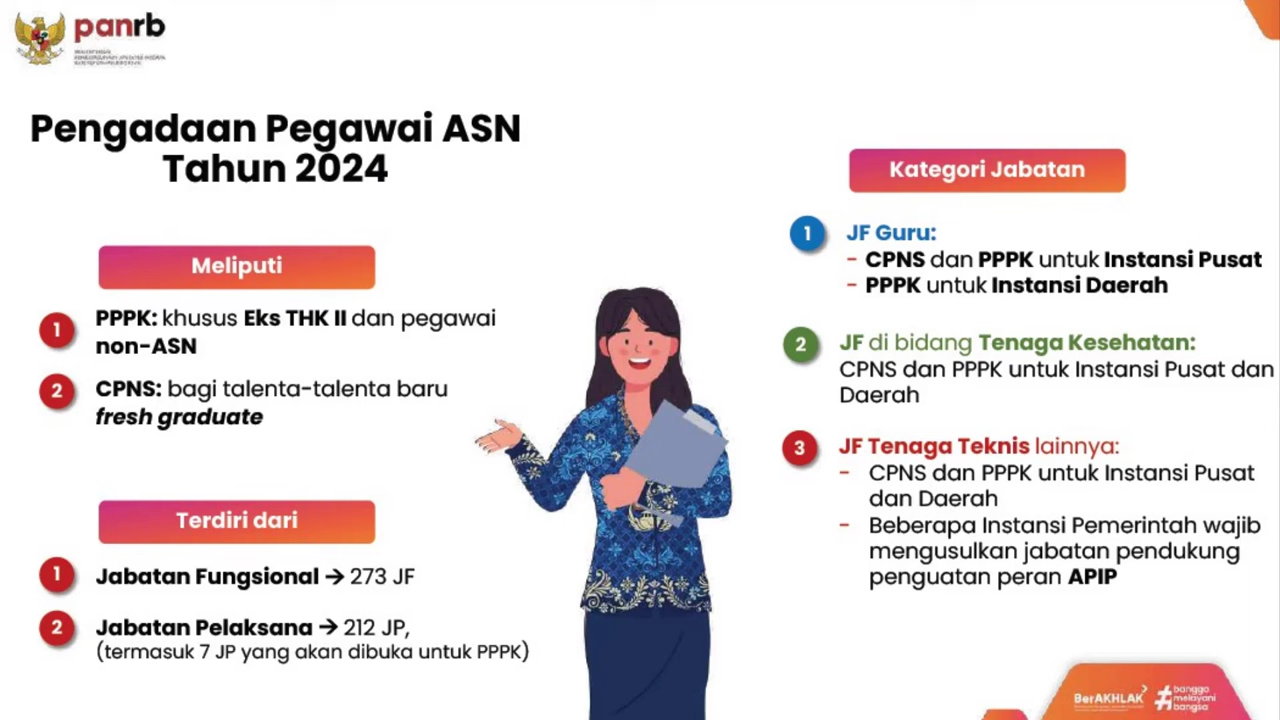 panrb
Pengadaan Pegawai ASN
Tahun 2024
Meliputi
1
PPPK: khusus Eks THK II dan pegawai
non-ASN
2
CPNS: bagi talenta-talenta baru
fresh graduate
Terdiri dari
1
Jabatan Fungsional → 273 JF
2
Jabatan Pelaksana → 212 JP,
(termasuk 7 JP yang akan dibuka untuk PPPK)
Kategori Jabatan
1
JF Guru:
- CPNS dan PPPK untuk Instansi Pusat
- PPPK untuk Instansi Daerah
2
JF di bidang Tenaga Kesehatan:
CPNS dan PPPK untuk Instansi Pusat dan
Daerah
3
JF Tenaga Teknis lainnya:
- CPNS dan PPPK untuk Instansi Pusat
dan Daerah
- Beberapa Instansi Pemerintah wajib
mengusulkan jabatan pendukung
penguatan peran APIP
BerAKHLAK
#bangga
melayani
bangsa